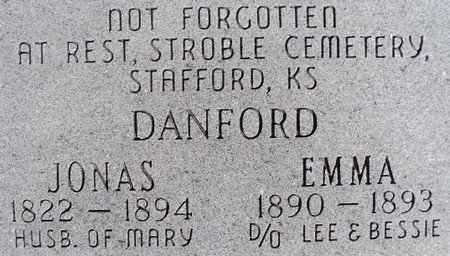 NOT FORGOTTEN
AT REST, STROBLE CEMETERY,
STAFFORD, KS
DANFORD
JONAS EMMA
1822 — 1894 1890 — 1893
HUSB. OF MARY D/O LEE & BESSIE